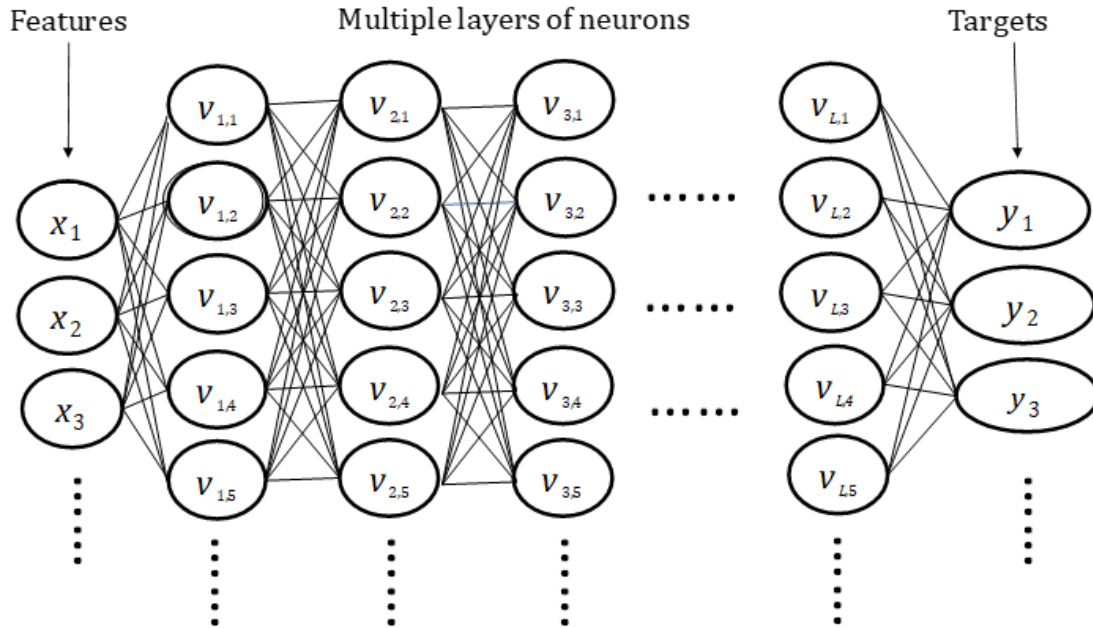 Features Multiple layers of neurons Targets
v1,1 v2,1 v3,1 vL,1
x1 v1,2 v2,2 v3,2 vL,2 y1
x2 v1,3 v2,3 v3,3 vL,3 y2
x3 v1,4 v2,4 v3,4 vL,4 y3
v1,5 v2,5 v3,5 vL,5